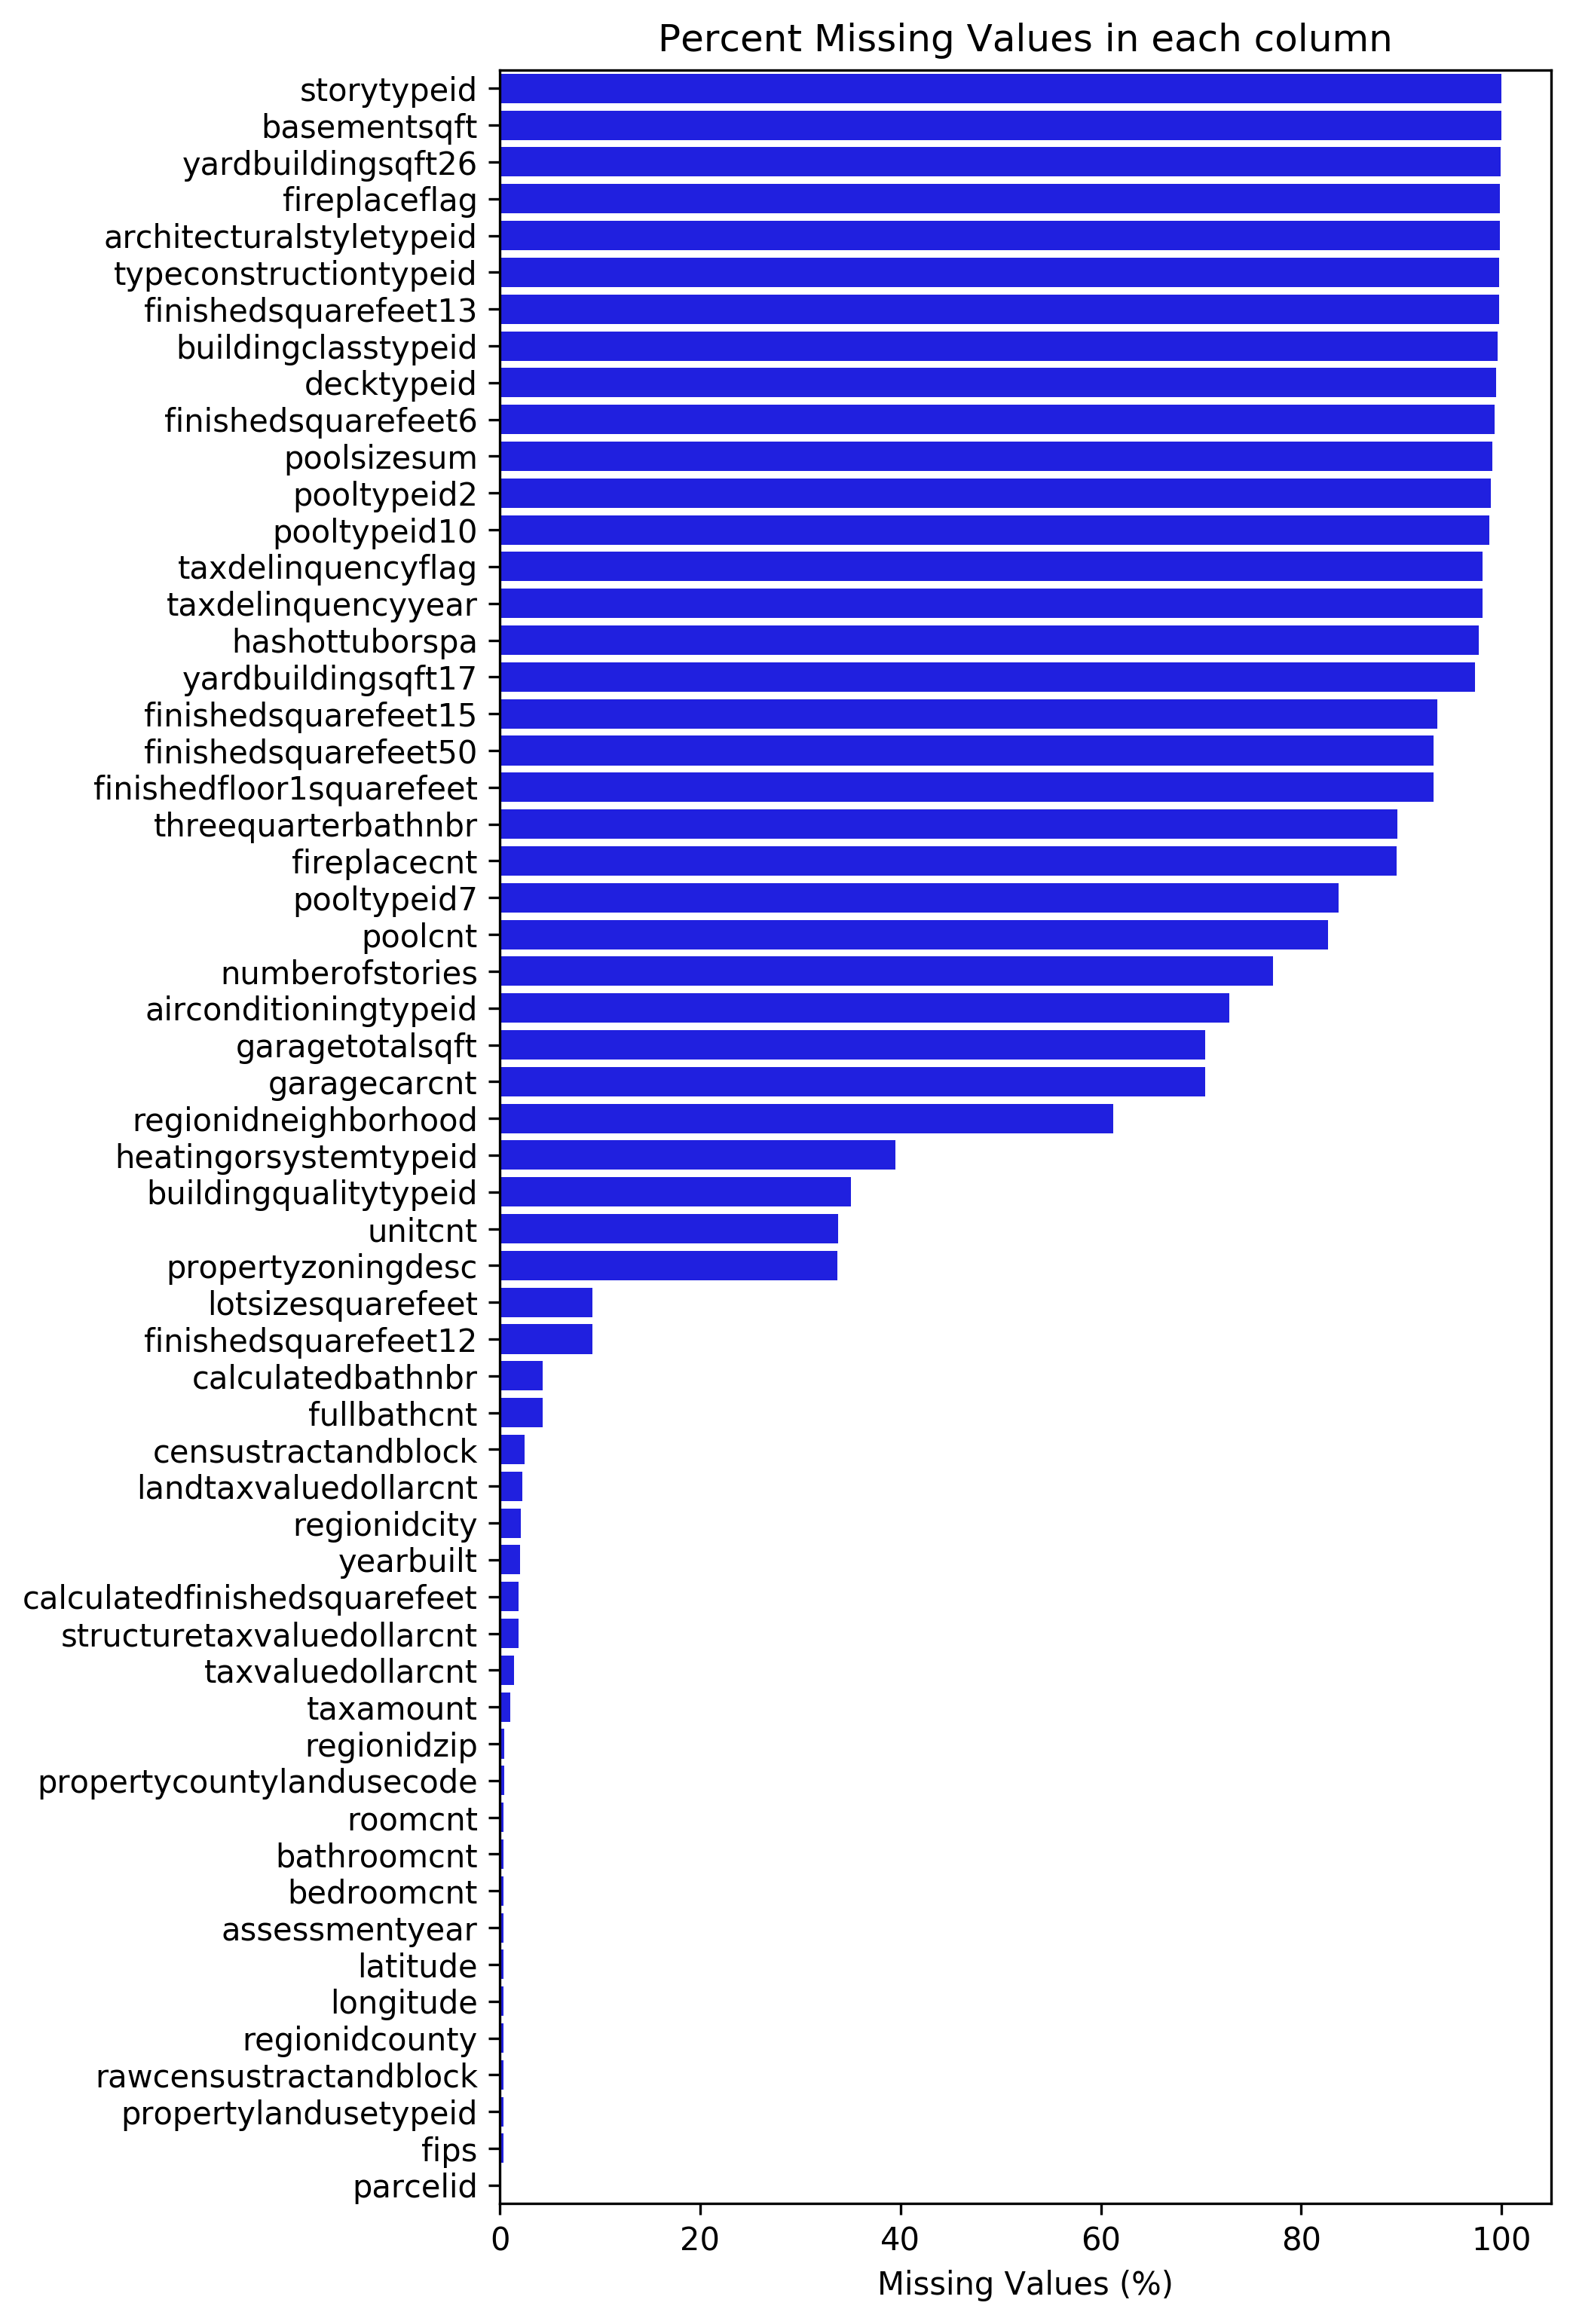 Percent Missing Values in each column
storytypeid
basementsqft
yardbuildingsqft26
fireplaceflag
architecturalstyletypeid
typeconstructiontypeid
finishedsquarefeet13
buildingclasstypeid
decktypeid
finishedsquarefeet6
poolsizesum
pooltypeid2
pooltypeid10
taxdelinquencyflag
taxdelinquencyyear
hashottuborspa
yardbuildingsqft17
finishedsquarefeet15
finishedsquarefeet50
finishedfloor1squarefeet
threequarterbathnbr
fireplacecnt
pooltypeid7
poolcnt
numberofstories
airconditioningtypeid
garagetotalsqft
garagecarcnt
regionidneighborhood
heatingorsystemtypeid
buildingqualitytypeid
unitcnt
propertyzoningdesc
lotsizesquarefeet
finishedsquarefeet12
calculatedbathnbr
fullbathcnt
censustractandblock
landtaxvaluedollarcnt
regionidcity
yearbuilt
calculatedfinishedsquarefeet
structuretaxvaluedollarcnt
taxvaluedollarcnt
taxamount
regionidzip
propertycountylandusecode
roomcnt
bathroomcnt
bedroomcnt
assessmentyear
latitude
longitude
regionidcounty
rawcensustractandblock
propertylandusetypeid
fips
parcelid
0 20 40 60 80 100
Missing Values (%)